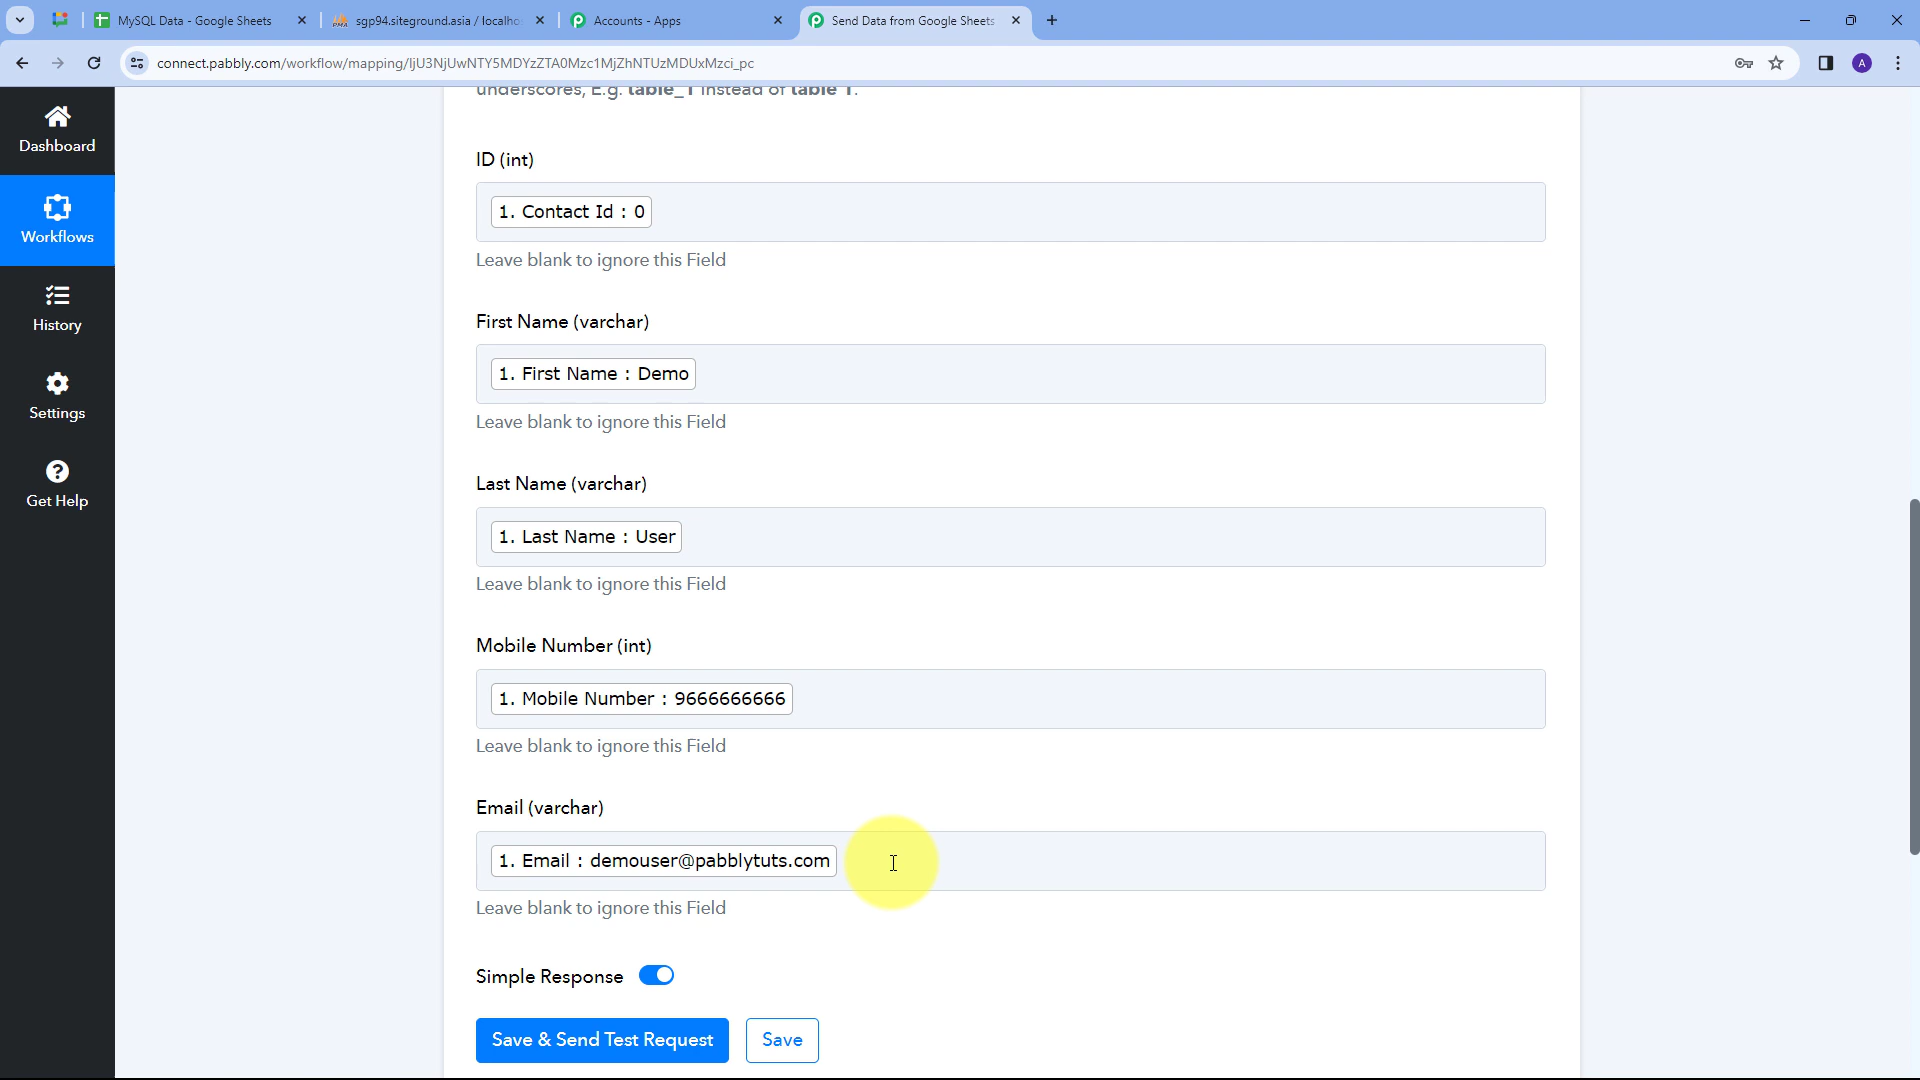 MySQL Data - Google Sheets
sgp94.siteground.asia / localho
Accounts - Apps
Send Data from Google Sheets
connect.pabbly.com/workflow/mapping/IjU3NjUwNTY5MDYzZTA0Mzc1MjZhNTUzMDUxMzci_pc
A
Dashboard
Workflows
History
Settings
Get Help
underscores, E.g. table_1 instead of table 1.
ID (int)
1. Contact Id : 0
Leave blank to ignore this Field
First Name (varchar)
1. First Name : Demo
Leave blank to ignore this Field
Last Name (varchar)
1. Last Name : User
Leave blank to ignore this Field
Mobile Number (int)
1. Mobile Number : 9666666666
Leave blank to ignore this Field
Email (varchar)
1. Email : demouser@pabblytuts.com
Leave blank to ignore this Field
Simple Response
Save & Send Test Request
Save